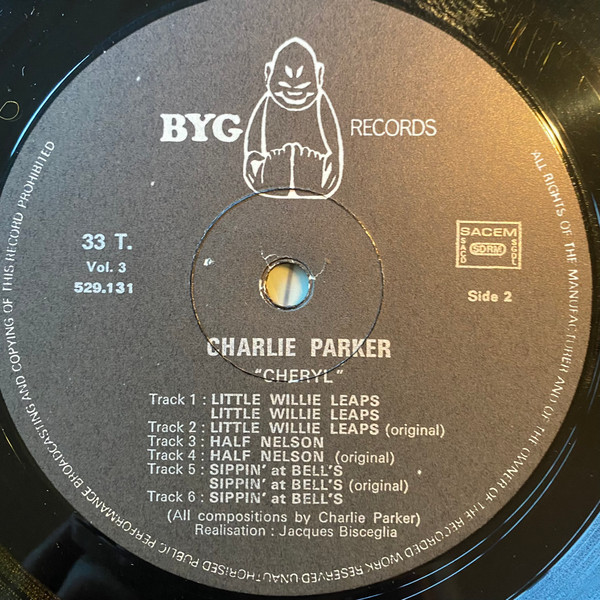 BYG RECORDS
33 T.
Vol. 3
529.131
SACEM
SACD SDRM SGDL
Side 2
CHARLIE PARKER
"CHERYL"
Track 1 : LITTLE WILLIE LEAPS
LITTLE WILLIE LEAPS
Track 2 : LITTLE WILLIE LEAPS (original)
Track 3 : HALF NELSON
Track 4 : HALF NELSON (original)
Track 5 : SIPPIN' at BELL'S
SIPPIN' at BELL'S (original)
Track 6 : SIPPIN' at BELL'S
(All compositions by Charlie Parker)
Realisation : Jacques Bisceglia
ALL RIGHTS OF THE MANUFACTURER AND OF THE OWNER OF THE RECORDED WORK RESERVED UNAUTHORISED PUBLIC PERFORMANCE BROADCASTING AND COPYING OF THIS RECORD PROHIBITED